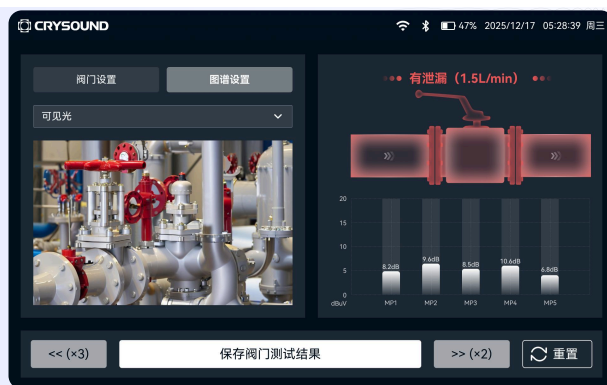 CRYSOUND
47% 2025/12/17 05:28:39 周三
阀门设置
图谱设置
可见光
有泄漏（1.5L/min）
20
15
10
5
0
dBuV
8.2dB
9.6dB
8.5dB
10.6dB
6.8dB
MP1
MP2
MP3
MP4
MP5
<< (×3)
保存阀门测试结果
>> (×2)
重置